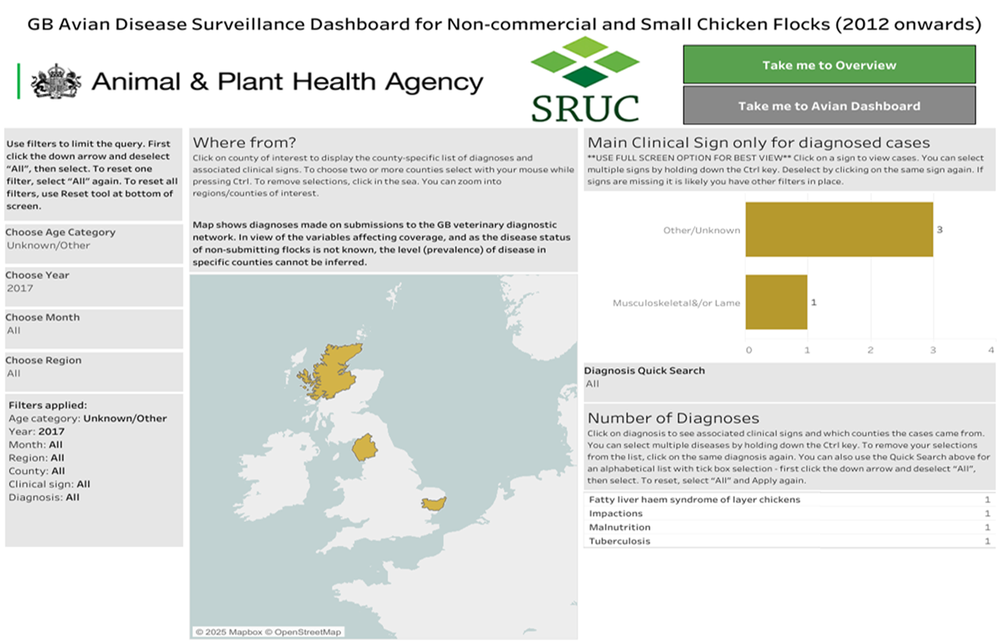 GB Avian Disease Surveillance Dashboard for Non-commercial and Small Chicken Flocks (2012 onwards)
Animal & Plant Health Agency
SRUC
Take me to Overview
Take me to Avian Dashboard
Use filters to limit the query. First
click the down arrow and deselect
“All”, then select. To reset one
filter, select “All” again. To reset all
filters, use Reset tool at bottom of
screen.
Choose Age Category
Unknown/Other
Choose Year
2017
Choose Month
All
Choose Region
All
Filters applied:
Age category: Unknown/Other
Year: 2017
Month: All
Region: All
County: All
Clinical sign: All
Diagnosis: All
Where from?
Click on county of interest to display the county-specific list of diagnoses and
associated clinical signs. To choose two or more counties select with your mouse while
pressing Ctrl. To remove selections, click in the sea. You can zoom into
regions/counties of interest.
Map shows diagnoses made on submissions to the GB veterinary diagnostic
network. In view of the variables affecting coverage, and as the disease status
of non-submitting flocks is not known, the level (prevalence) of disease in
specific counties cannot be inferred.
© 2025 Mapbox © OpenStreetMap
Main Clinical Sign only for diagnosed cases
**USE FULL SCREEN OPTION FOR BEST VIEW** Click on a sign to view cases. You can select
multiple signs by holding down the Ctrl key. Deselect by clicking on the same sign again. If
signs are missing it is likely you have other filters in place.
Other/Unknown 3
Musculoskeletal&/or Lame 1
0 1 2 3 4
Diagnosis Quick Search
All
Number of Diagnoses
Click on diagnosis to see associated clinical signs and which counties the cases came from.
You can select multiple diseases by holding down the Ctrl key. To remove your selections
from the list, click on the same diagnosis again. You can also use the Quick Search above for
an alphabetical list with tick box selection - first click the down arrow and deselect “All”,
then select. To reset, select “All” and Apply again.
Fatty liver haem syndrome of layer chickens 1
Impactions 1
Malnutrition 1
Tuberculosis 1